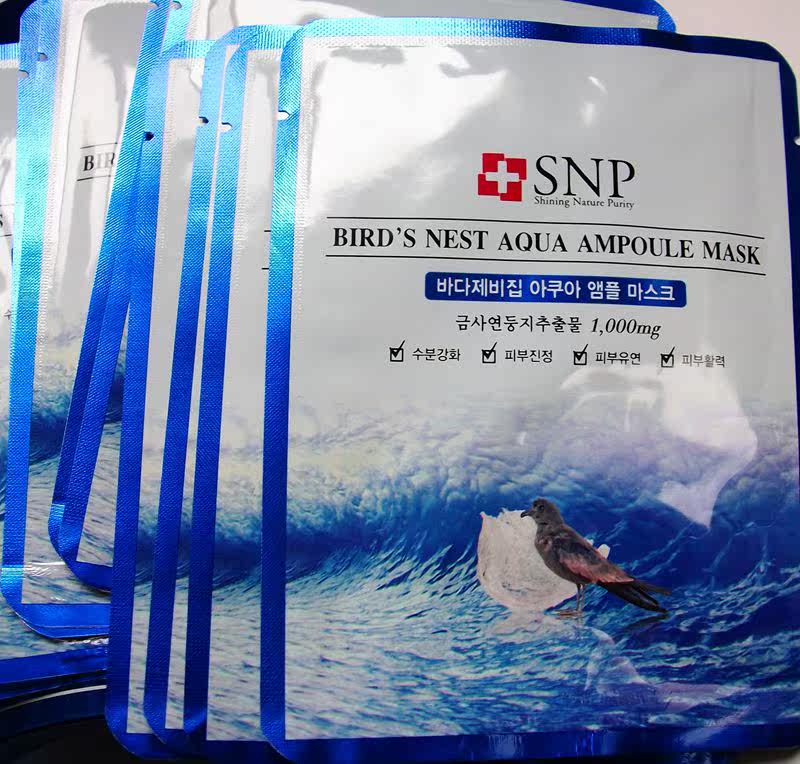 SNP
Shining Nature Purity
BIRD'S NEST AQUA AMPOULE MASK
바다제비집 아쿠아 앰플 마스크
금사연둥지추출물 1,000mg
수분강화 피부진정 피부유연 피부활력
BIR